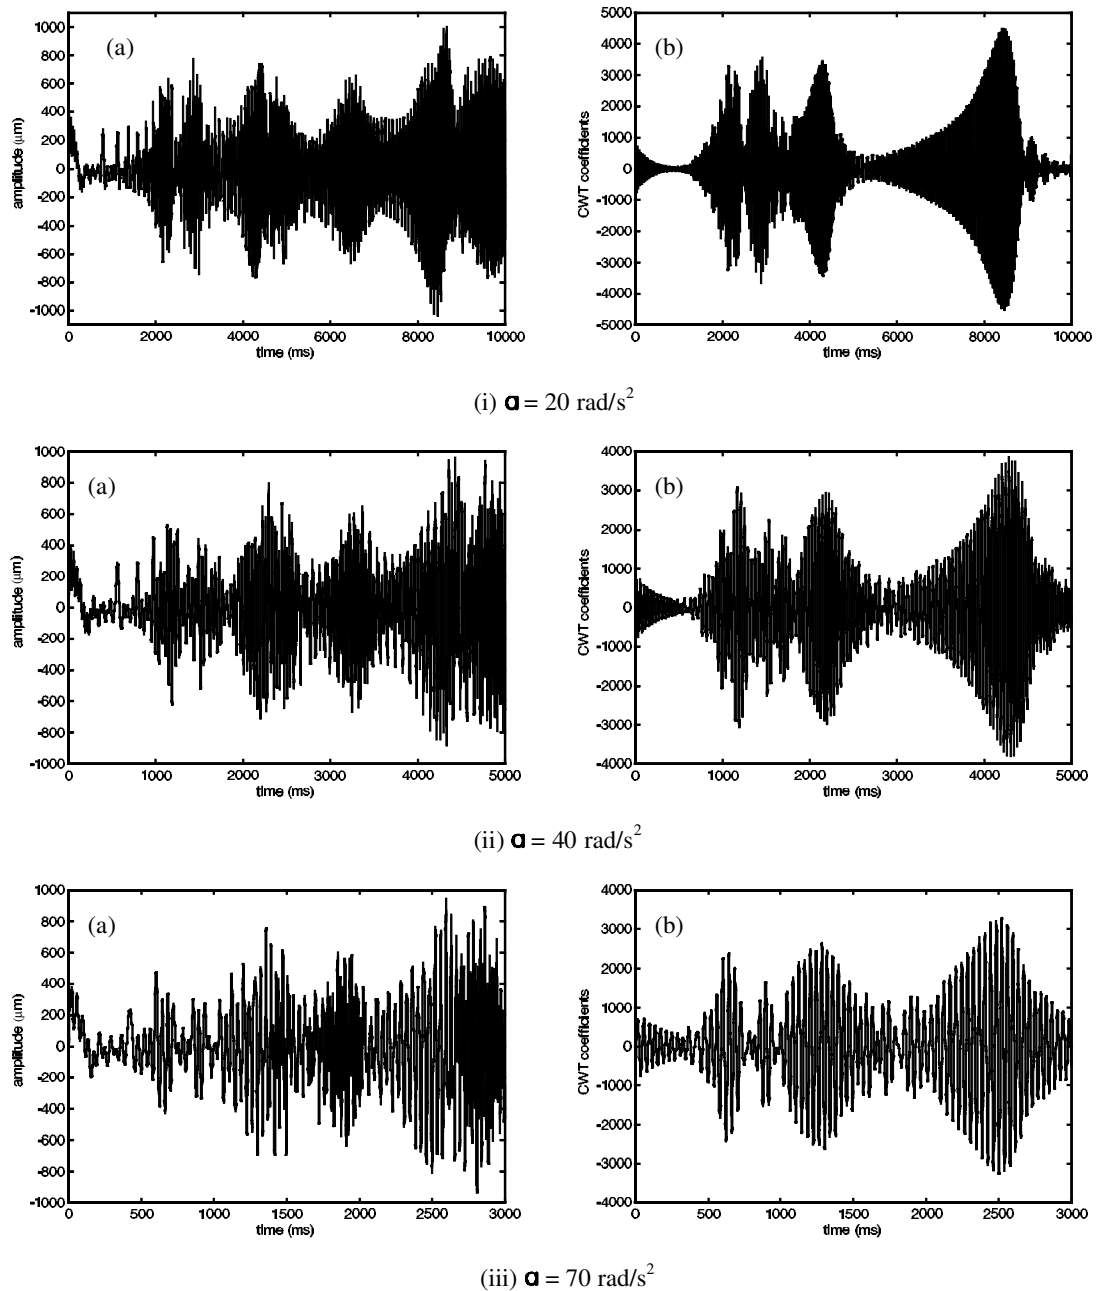 (a)
amplitude (μm)
1000
800
600
400
200
0
-200
-400
-600
-800
-1000
0 2000 4000 6000 8000 10000
time (ms)
(b)
CWT coefficients
5000
4000
3000
2000
1000
0
-1000
-2000
-3000
-4000
-5000
0 2000 4000 6000 8000 10000
time (ms)
(i) α = 20 rad/s²
(a)
amplitude (μm)
1000
800
600
400
200
0
-200
-400
-600
-800
-1000
0 1000 2000 3000 4000 5000
time (ms)
(b)
CWT coefficients
4000
3000
2000
1000
0
-1000
-2000
-3000
-4000
0 1000 2000 3000 4000 5000
time (ms)
(ii) α = 40 rad/s²
(a)
amplitude (μm)
1000
800
600
400
200
0
-200
-400
-600
-800
-1000
0 500 1000 1500 2000 2500 3000
time (ms)
(b)
CWT coefficients
4000
3000
2000
1000
0
-1000
-2000
-3000
-4000
0 500 1000 1500 2000 2500 3000
time (ms)
(iii) α = 70 rad/s²